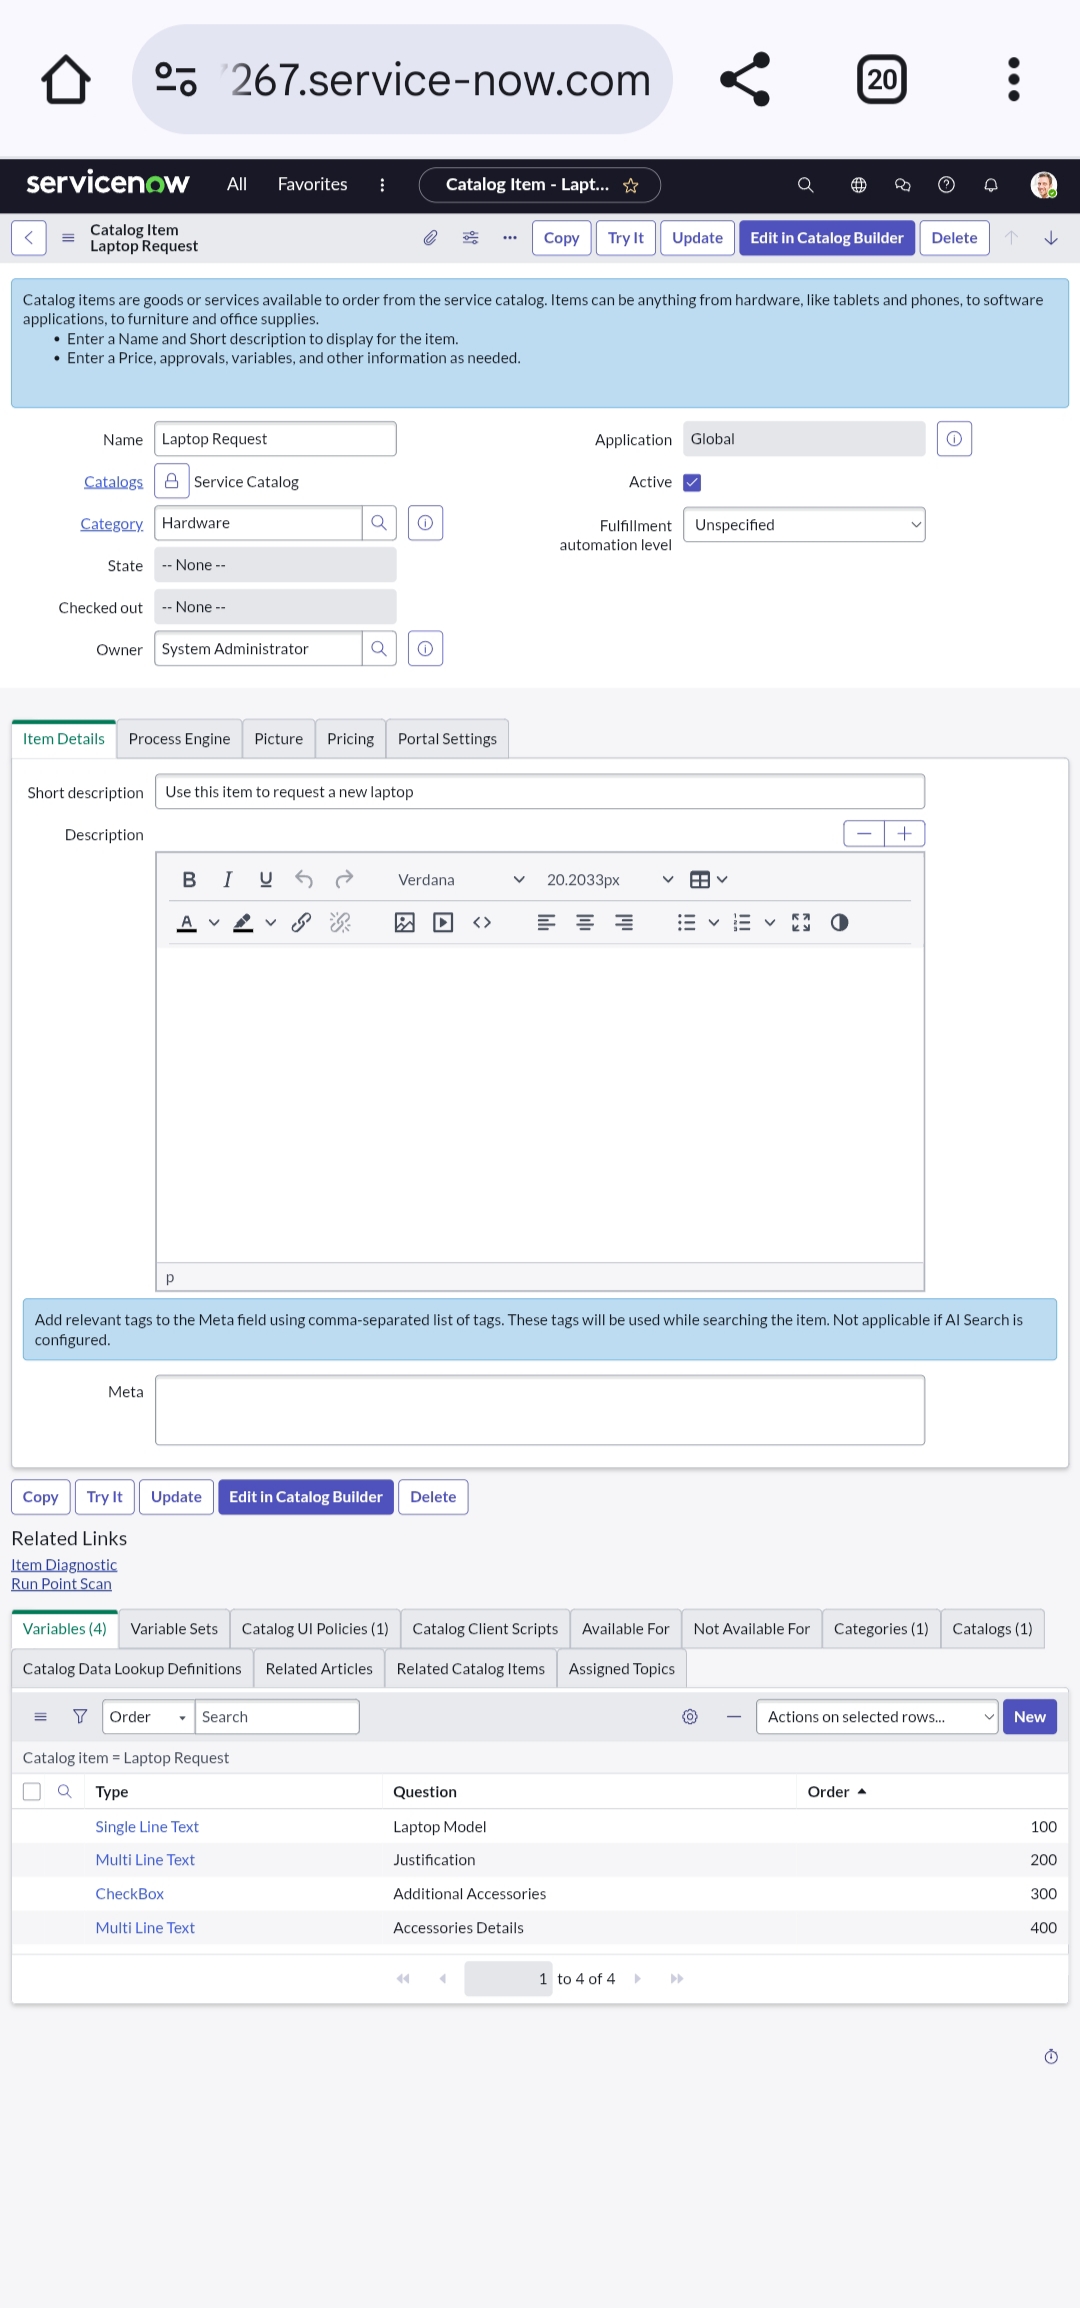 267.service-now.com
20
servicenow
All
Favorites
Catalog Item - Lapt...
Catalog Item
Laptop Request
Copy
Try It
Update
Edit in Catalog Builder
Delete
Catalog items are goods or services available to order from the service catalog. Items can be anything from hardware, like tablets and phones, to software
applications, to furniture and office supplies.
• Enter a Name and Short description to display for the item.
• Enter a Price, approvals, variables, and other information as needed.
Name
Laptop Request
Application
Global
Catalogs
Service Catalog
Active
Category
Hardware
Fulfillment
automation level
Unspecified
State
-- None --
Checked out
-- None --
Owner
System Administrator
Item Details
Process Engine
Picture
Pricing
Portal Settings
Short description
Use this item to request a new laptop
Description
B I U
Verdana
20.2033px
A
p
Add relevant tags to the Meta field using comma-separated list of tags. These tags will be used while searching the item. Not applicable if AI Search is
configured.
Meta
Copy
Try It
Update
Edit in Catalog Builder
Delete
Related Links
Item Diagnostic
Run Point Scan
Variables (4)
Variable Sets
Catalog UI Policies (1)
Catalog Client Scripts
Available For
Not Available For
Categories (1)
Catalogs (1)
Catalog Data Lookup Definitions
Related Articles
Related Catalog Items
Assigned Topics
Order
Search
Actions on selected rows...
New
Catalog item = Laptop Request
Type
Question
Order
Single Line Text
Laptop Model
100
Multi Line Text
Justification
200
CheckBox
Additional Accessories
300
Multi Line Text
Accessories Details
400
1 to 4 of 4